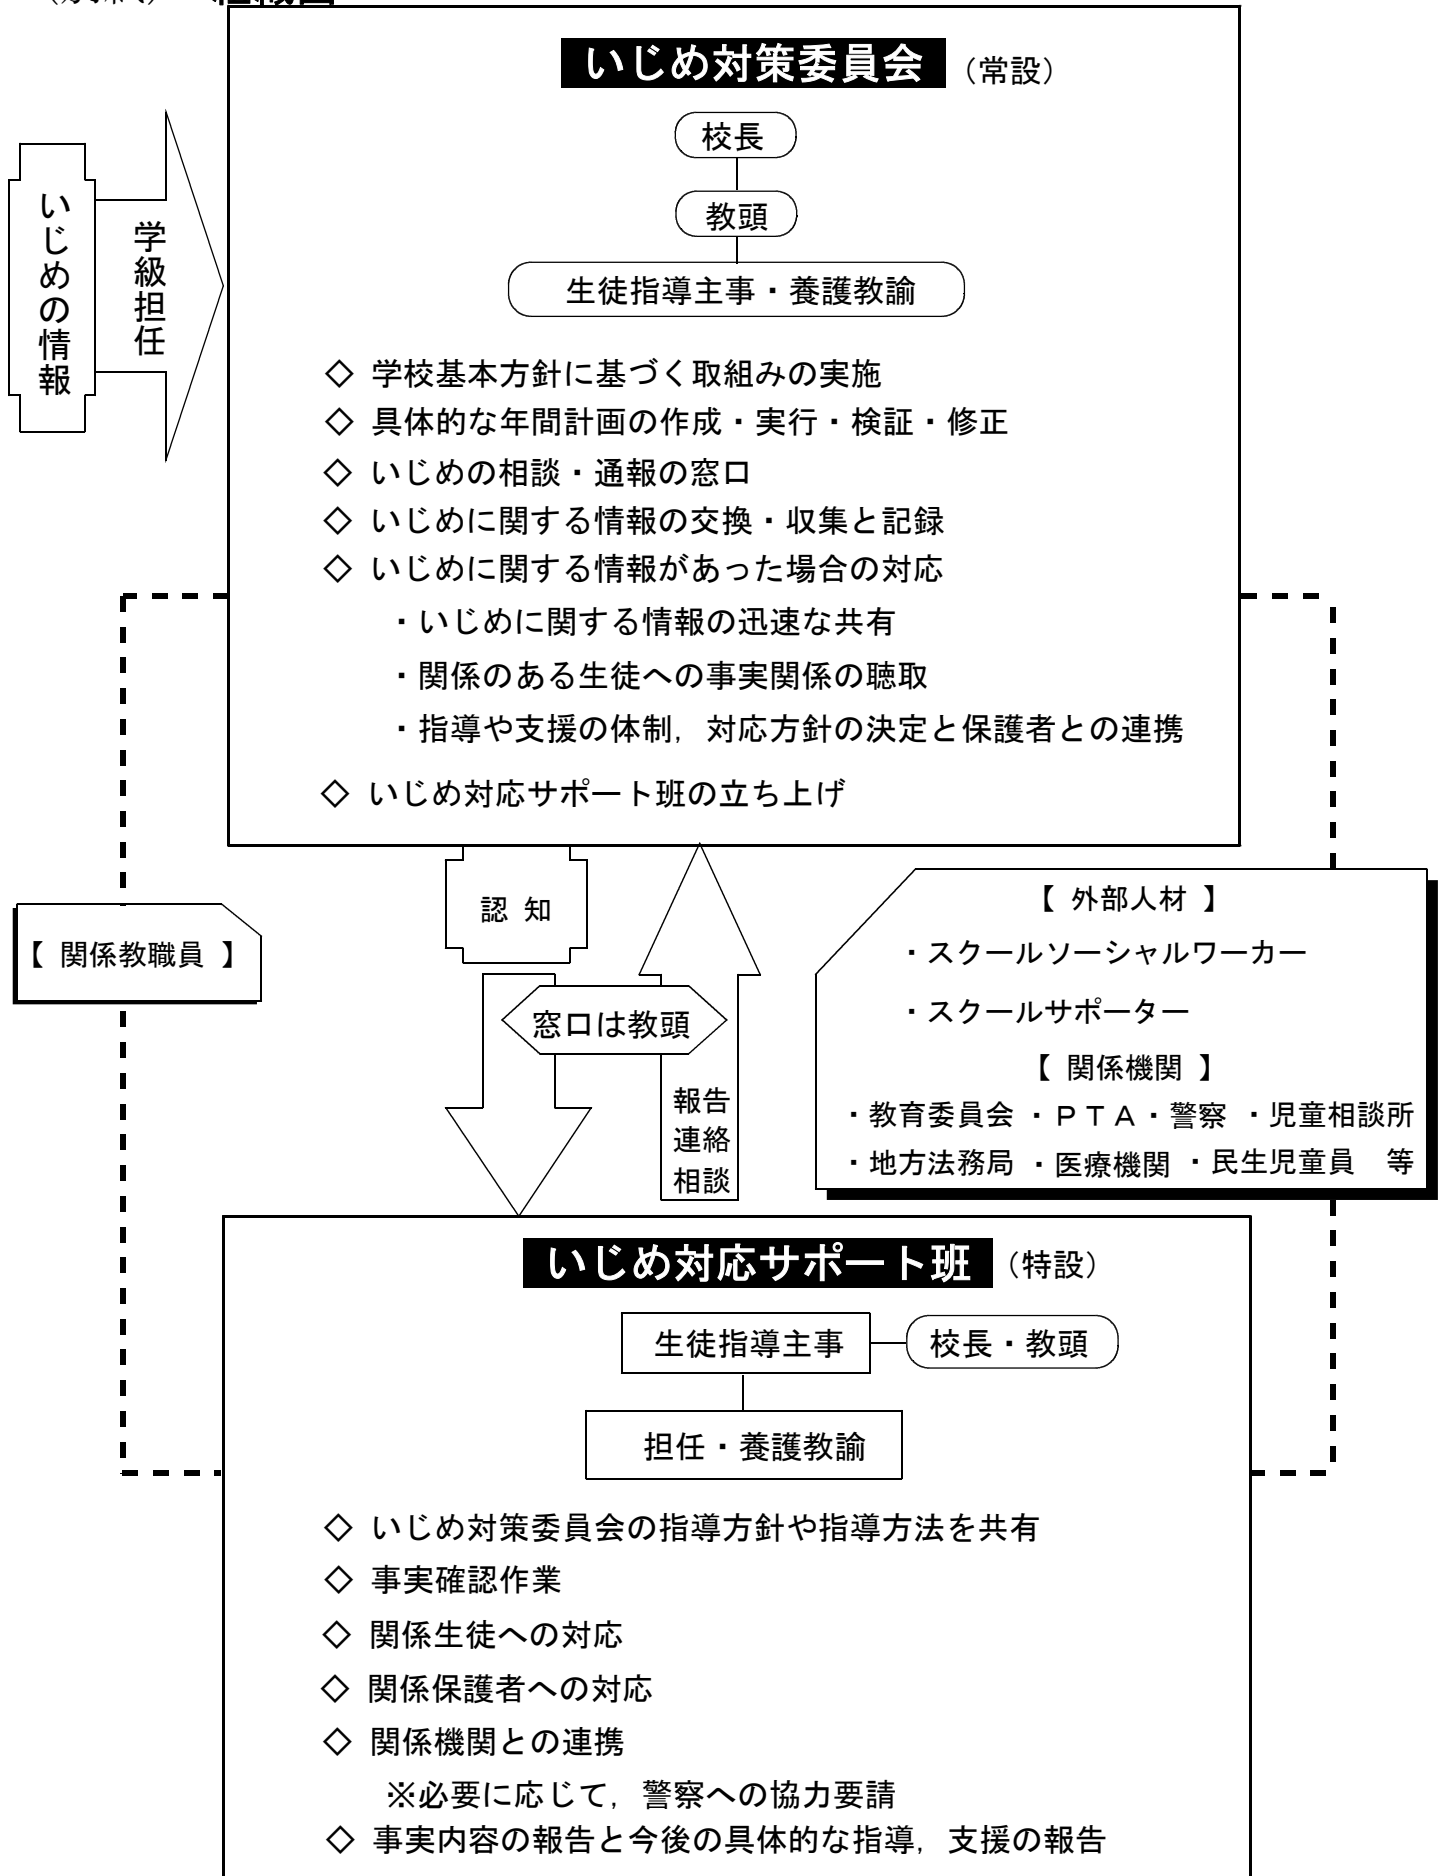 いじめ対策委員会 （常設）
校長
教頭
生徒指導主事・養護教諭
いじめの情報
学級担任
◇ 学校基本方針に基づく取組みの実施
◇ 具体的な年間計画の作成・実行・検証・修正
◇ いじめの相談・通報の窓口
◇ いじめに関する情報の交換・収集と記録
◇ いじめに関する情報があった場合の対応
・いじめに関する情報の迅速な共有
・関係のある生徒への事実関係の聴取
・指導や支援の体制，対応方針の決定と保護者との連携
◇ いじめ対応サポート班の立ち上げ
認 知
【 関係教職員 】
窓口は教頭
報告
連絡
相談
【 外部人材 】
・スクールソーシャルワーカー
・スクールサポーター
【 関係機関 】
・教育委員会 ・ＰＴＡ・警察 ・児童相談所
・地方法務局 ・医療機関 ・民生児童員 等
いじめ対応サポート班 （特設）
生徒指導主事 校長・教頭
担任・養護教諭
◇ いじめ対策委員会の指導方針や指導方法を共有
◇ 事実確認作業
◇ 関係生徒への対応
◇ 関係保護者への対応
◇ 関係機関との連携
※必要に応じて，警察への協力要請
◇ 事実内容の報告と今後の具体的な指導，支援の報告